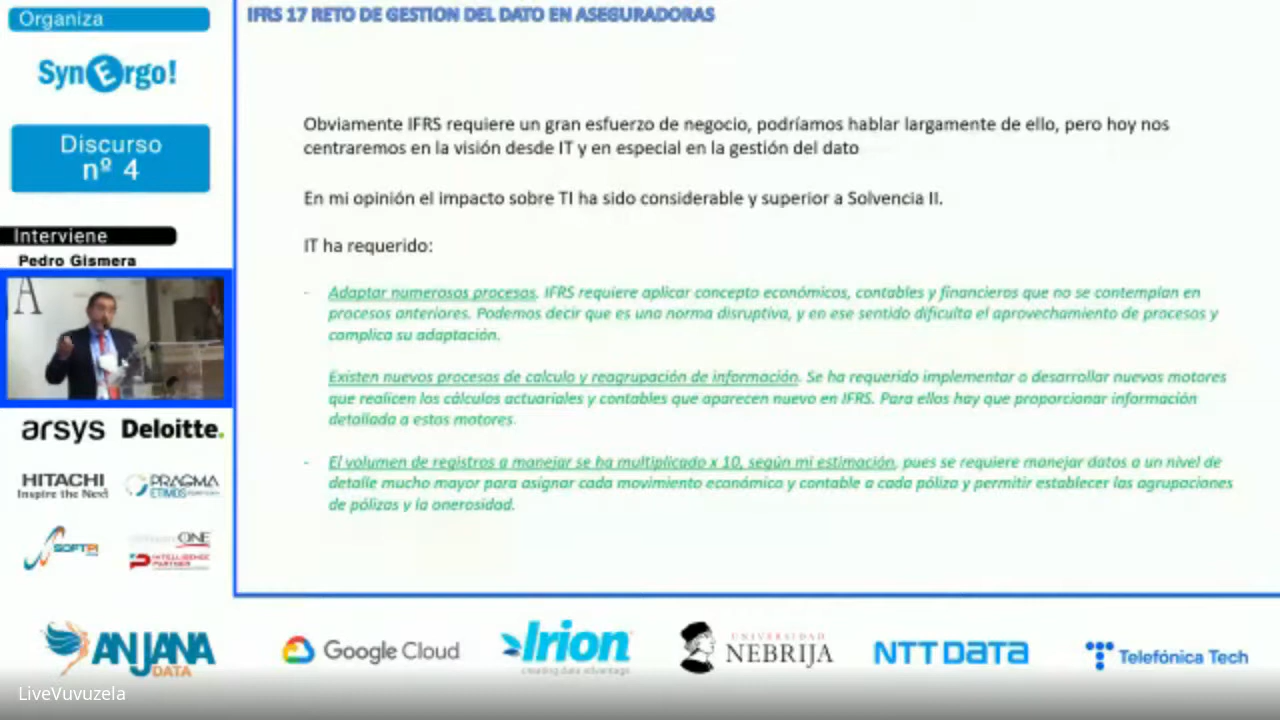 Organiza
SynErgo!
Discurso
nº 4
Interviene
Pedro Gismera
A
arsys Deloitte.
HITACHI
Inspire the Next
PRAGMA
ETIMOS
SOFTPI
ONE
INTELLIGENCE
PARTNER
IFRS 17 RETO DE GESTION DEL DATO EN ASEGURADORAS
Obviamente IFRS requiere un gran esfuerzo de negocio, podríamos hablar largamente de ello, pero hoy nos
centraremos en la visión desde IT y en especial en la gestión del dato
En mi opinión el impacto sobre TI ha sido considerable y superior a Solvencia II.
IT ha requerido:
- Adaptar numerosos procesos. IFRS requiere aplicar concepto económicos, contables y financieros que no se contemplan en
procesos anteriores. Podemos decir que es una norma disruptiva, y en ese sentido dificulta el aprovechamiento de procesos y
complica su adaptación.
Existen nuevos procesos de calculo y reagrupación de información. Se ha requerido implementar o desarrollar nuevos motores
que realicen los cálculos actuariales y contables que aparecen nuevo en IFRS. Para ellos hay que proporcionar información
detallada a estos motores.
- El volumen de registros a manejar se ha multiplicado x 10, según mi estimación, pues se requiere manejar datos a un nivel de
detalle mucho mayor para asignar cada movimiento económico y contable a cada póliza y permitir establecer las agrupaciones
de pólizas y la onerosidad.
ANJANA
DATA
Google Cloud
Irion
creating data advantage
UNIVERSIDAD
NEBRIJA
NTT DATA
Telefónica Tech
LiveVuvuzela